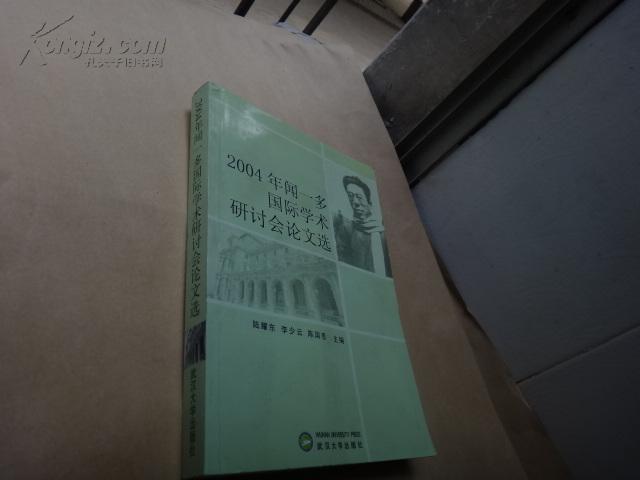 Kongfz.com
孔夫子旧书网
2004年闻一多国际学术研讨会论文选
武汉大学出版社
2004年闻一多
国际学术
研讨会论文选
陆耀东 李少云 陈国恩 主编
WUHAN UNIVERSITY PRESS
武汉大学出版社